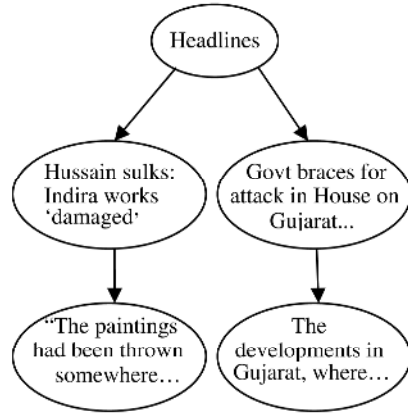 Headlines
Hussain sulks:
Indira works
‘damaged’
Govt braces for
attack in House on
Gujarat...
“The paintings
had been thrown
somewhere…
The
developments in
Gujarat, where…